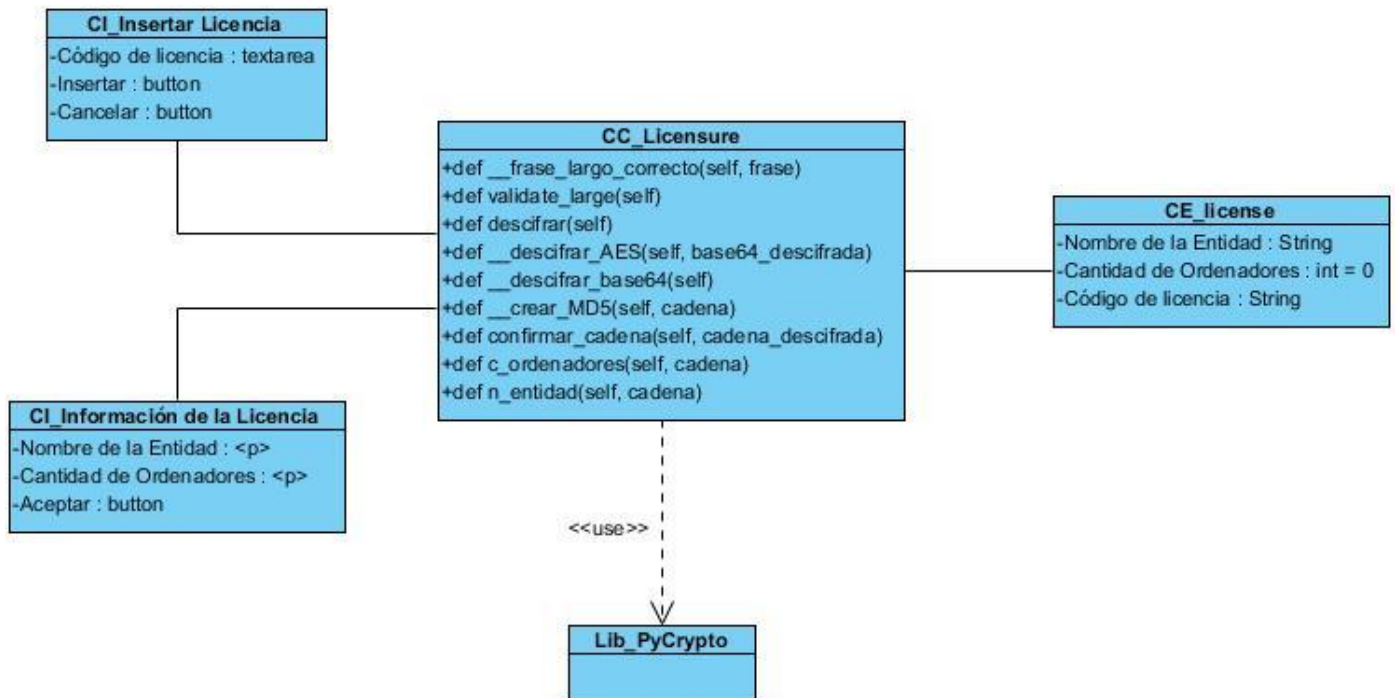 CI_Insertar Licencia
-Código de licencia : textarea
-Insertar : button
-Cancelar : button
CC_Licensure
+def __frase_largo_correcto(self, frase)
+def validate_large(self)
+def descifrar(self)
+def __descifrar_AES(self, base64_descifrada)
+def __descifrar_base64(self)
+def __crear_MD5(self, cadena)
+def confirmar_cadena(self, cadena_descifrada)
+def c_ordenadores(self, cadena)
+def n_entidad(self, cadena)
CE_license
-Nombre de la Entidad : String
-Cantidad de Ordenadores : int = 0
-Código de licencia : String
CI_Información de la Licencia
-Nombre de la Entidad : <p>
-Cantidad de Ordenadores : <p>
-Aceptar : button
<<use>>
Lib_PyCrypto